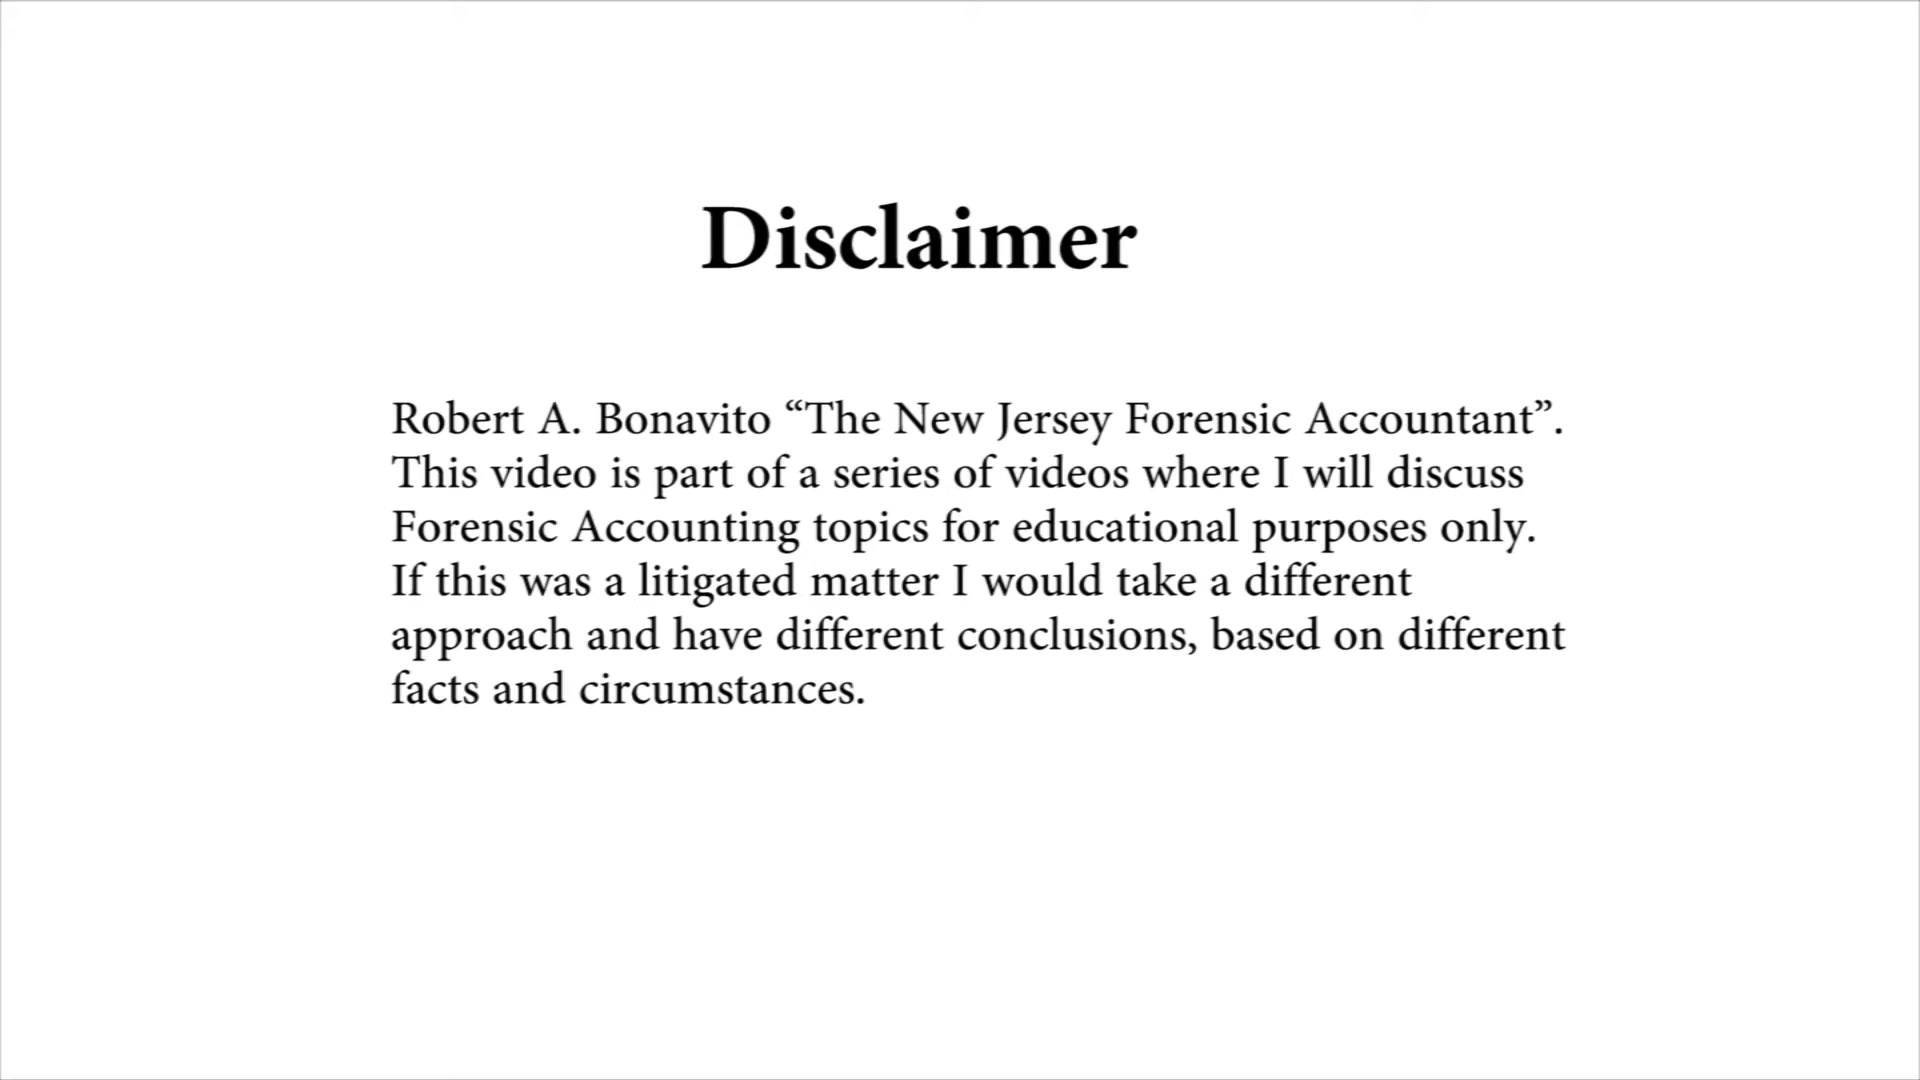 Disclaimer
Robert A. Bonavito “The New Jersey Forensic Accountant”.
This video is part of a series of videos where I will discuss
Forensic Accounting topics for educational purposes only.
If this was a litigated matter I would take a different
approach and have different conclusions, based on different
facts and circumstances.